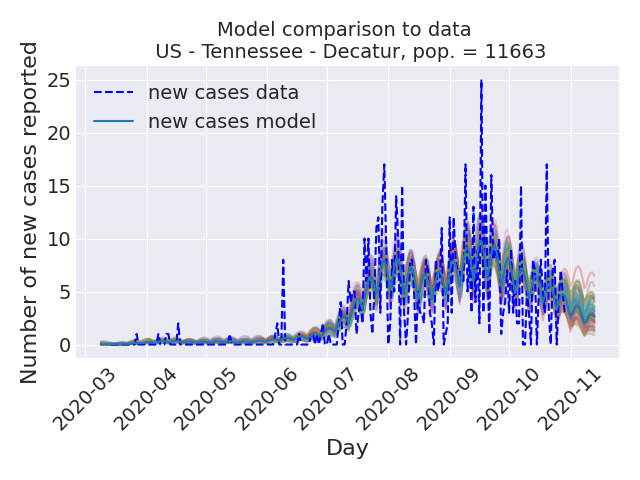 Model comparison to data
US - Tennessee - Decatur, pop. = 11663
Number of new cases reported
25
20
15
10
5
0
new cases data
new cases model
2020-03
2020-04
2020-05
2020-06
2020-07
2020-08
2020-09
2020-10
2020-11
Day